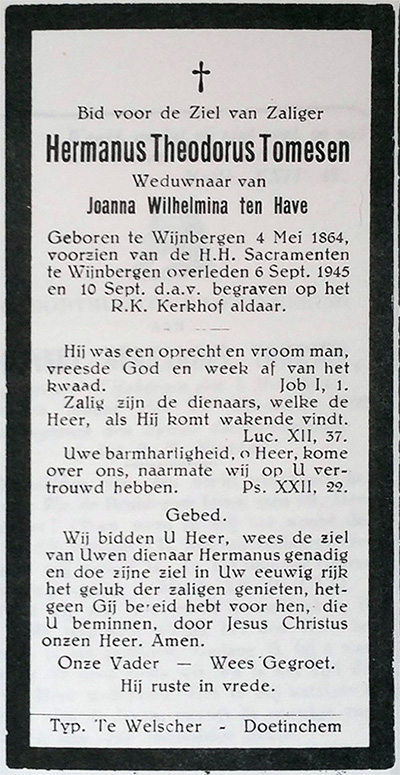 Bid voor de Ziel van Zaliger
Hermanus Theodorus Tomesen
Weduwnaar van
Joanna Wilhelmina ten Have
Geboren te Wijnbergen 4 Mei 1864,
voorzien van de H.H. Sacramenten
te Wijnbergen overleden 6 Sept. 1945
en 10 Sept. d.a.v. begraven op het
R.K. Kerkhof aldaar.
Hij was een oprecht en vroom man,
vreesde God en week af van het
kwaad. Job I, 1.
Zalig zijn de dienaars, welke de
Heer, als Hij komt wakende vindt.
Luc. XII, 37.
Uwe barmhartigheid, o Heer, kome
over ons, naarmate wij op U ver-
trouwd hebben. Ps. XXII, 22.
Gebed.
Wij bidden U Heer, wees de ziel
van Uwen dienaar Hermanus genadig
en doe zijne ziel in Uw eeuwig rijk
het geluk der zaligen genieten, het-
geen Gij bereid hebt voor hen, die
U beminnen, door Jesus Christus
onzen Heer. Amen.
Onze Vader — Wees Gegroet.
Hij ruste in vrede.
Typ. Te Welscher - Doetinchem